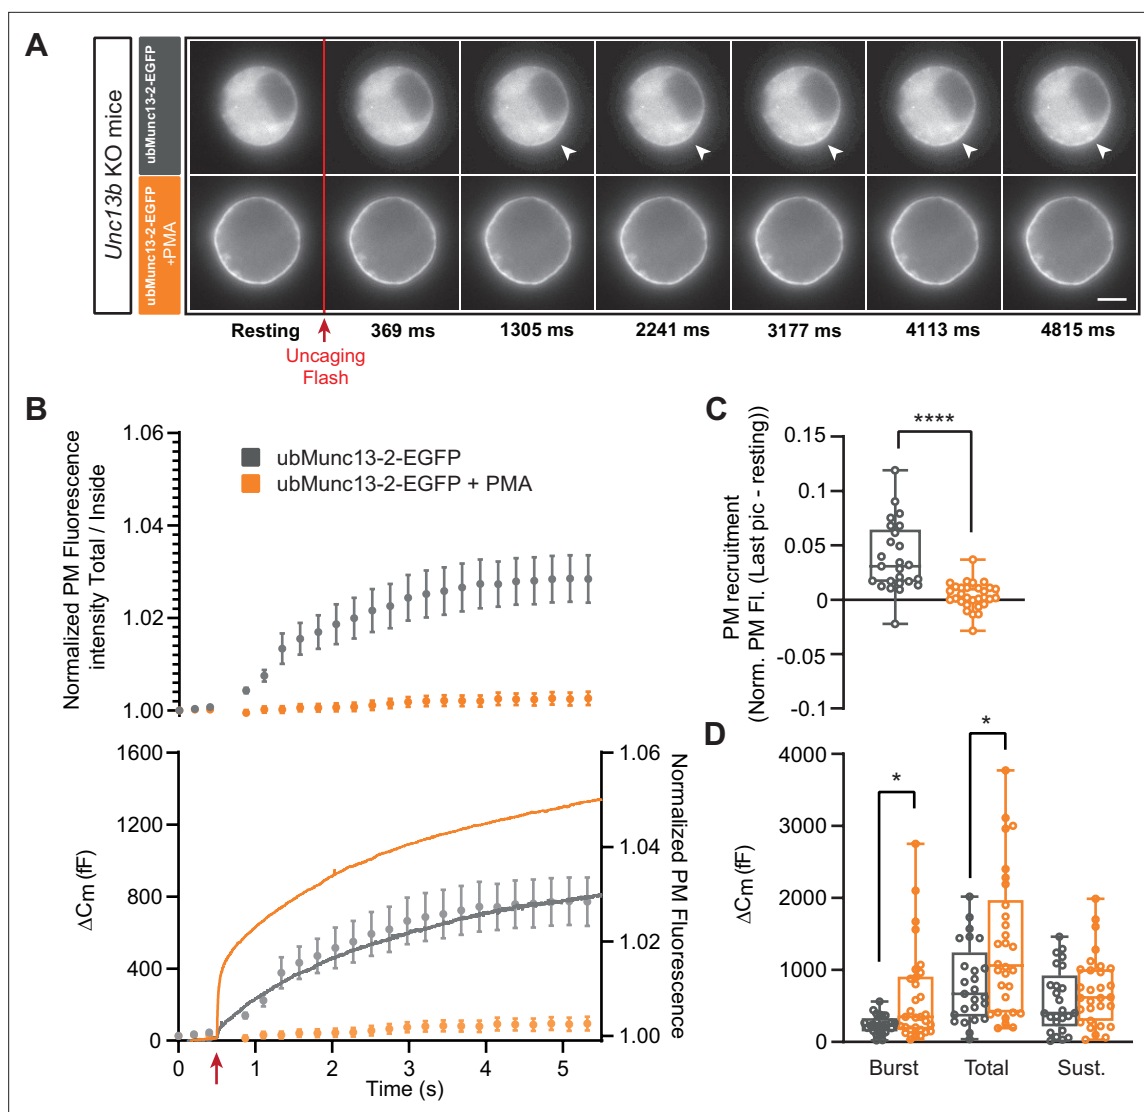 A
Unc13b KO mice
ubMunc13-2-EGFP
ubMunc13-2-EGFP
+PMA
Resting
369 ms
1305 ms
2241 ms
3177 ms
4113 ms
4815 ms
Uncaging
Flash
B
Normalized PM Fluorescence
intensity Total / Inside
1.06
1.04
1.02
1.00
ubMunc13-2-EGFP
ubMunc13-2-EGFP + PMA
ΔCm (fF)
1600
1200
800
400
0
1.06
1.04
1.02
1.00
Normalized PM Fluorescence
0 1 2 3 4 5
Time (s)
C
PM recruitment
(Norm. PM Fl. (Last pic - resting))
0.15
0.1
0.05
0
-0.05
-0.1
****
D
ΔCm (fF)
4000
3000
2000
1000
0
*
*
Burst Total Sust.